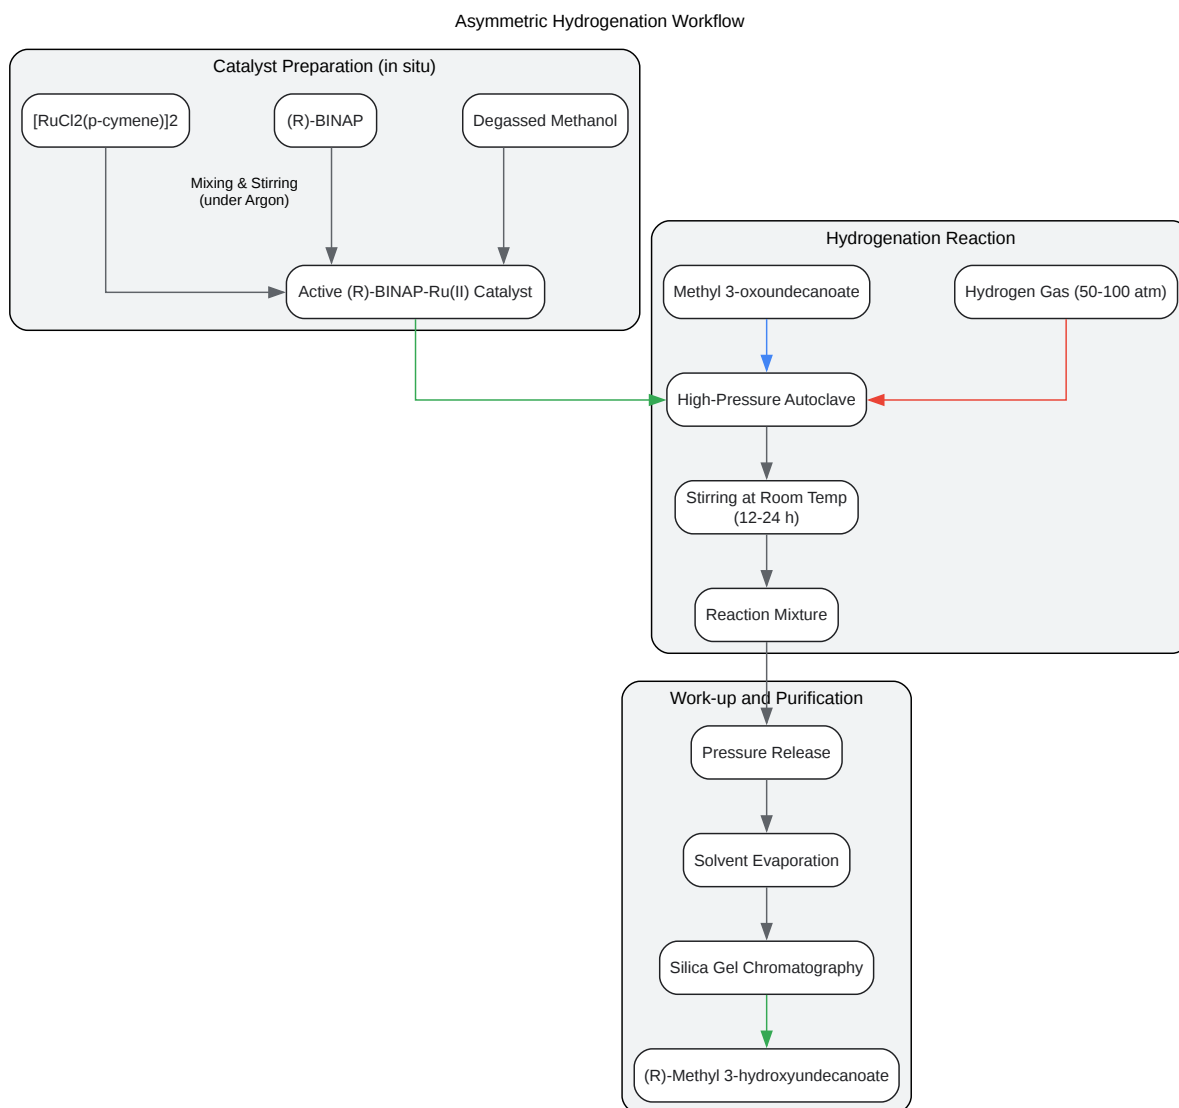 Asymmetric Hydrogenation Workflow
Catalyst Preparation (in situ)
[RuCl2(p-cymene)]2
(R)-BINAP
Degassed Methanol
Mixing & Stirring
(under Argon)
Active (R)-BINAP-Ru(II) Catalyst
Hydrogenation Reaction
Methyl 3-oxoundecanoate
Hydrogen Gas (50-100 atm)
High-Pressure Autoclave
Stirring at Room Temp
(12-24 h)
Reaction Mixture
Work-up and Purification
Pressure Release
Solvent Evaporation
Silica Gel Chromatography
(R)-Methyl 3-hydroxyundecanoate